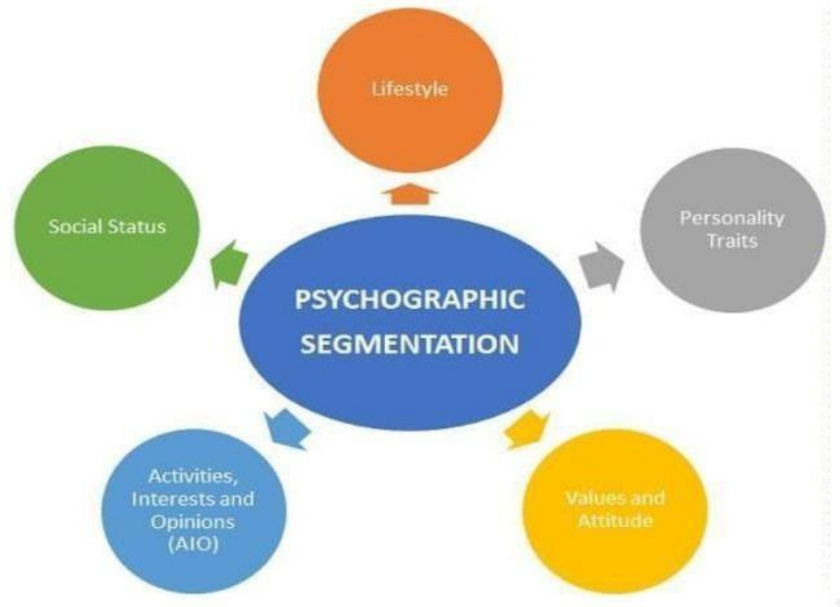 Lifestyle
Social Status
Personality
Traits
PSYCHOGRAPHIC
SEGMENTATION
Activities,
Interests and
Opinions
(AIO)
Values and
Attitude